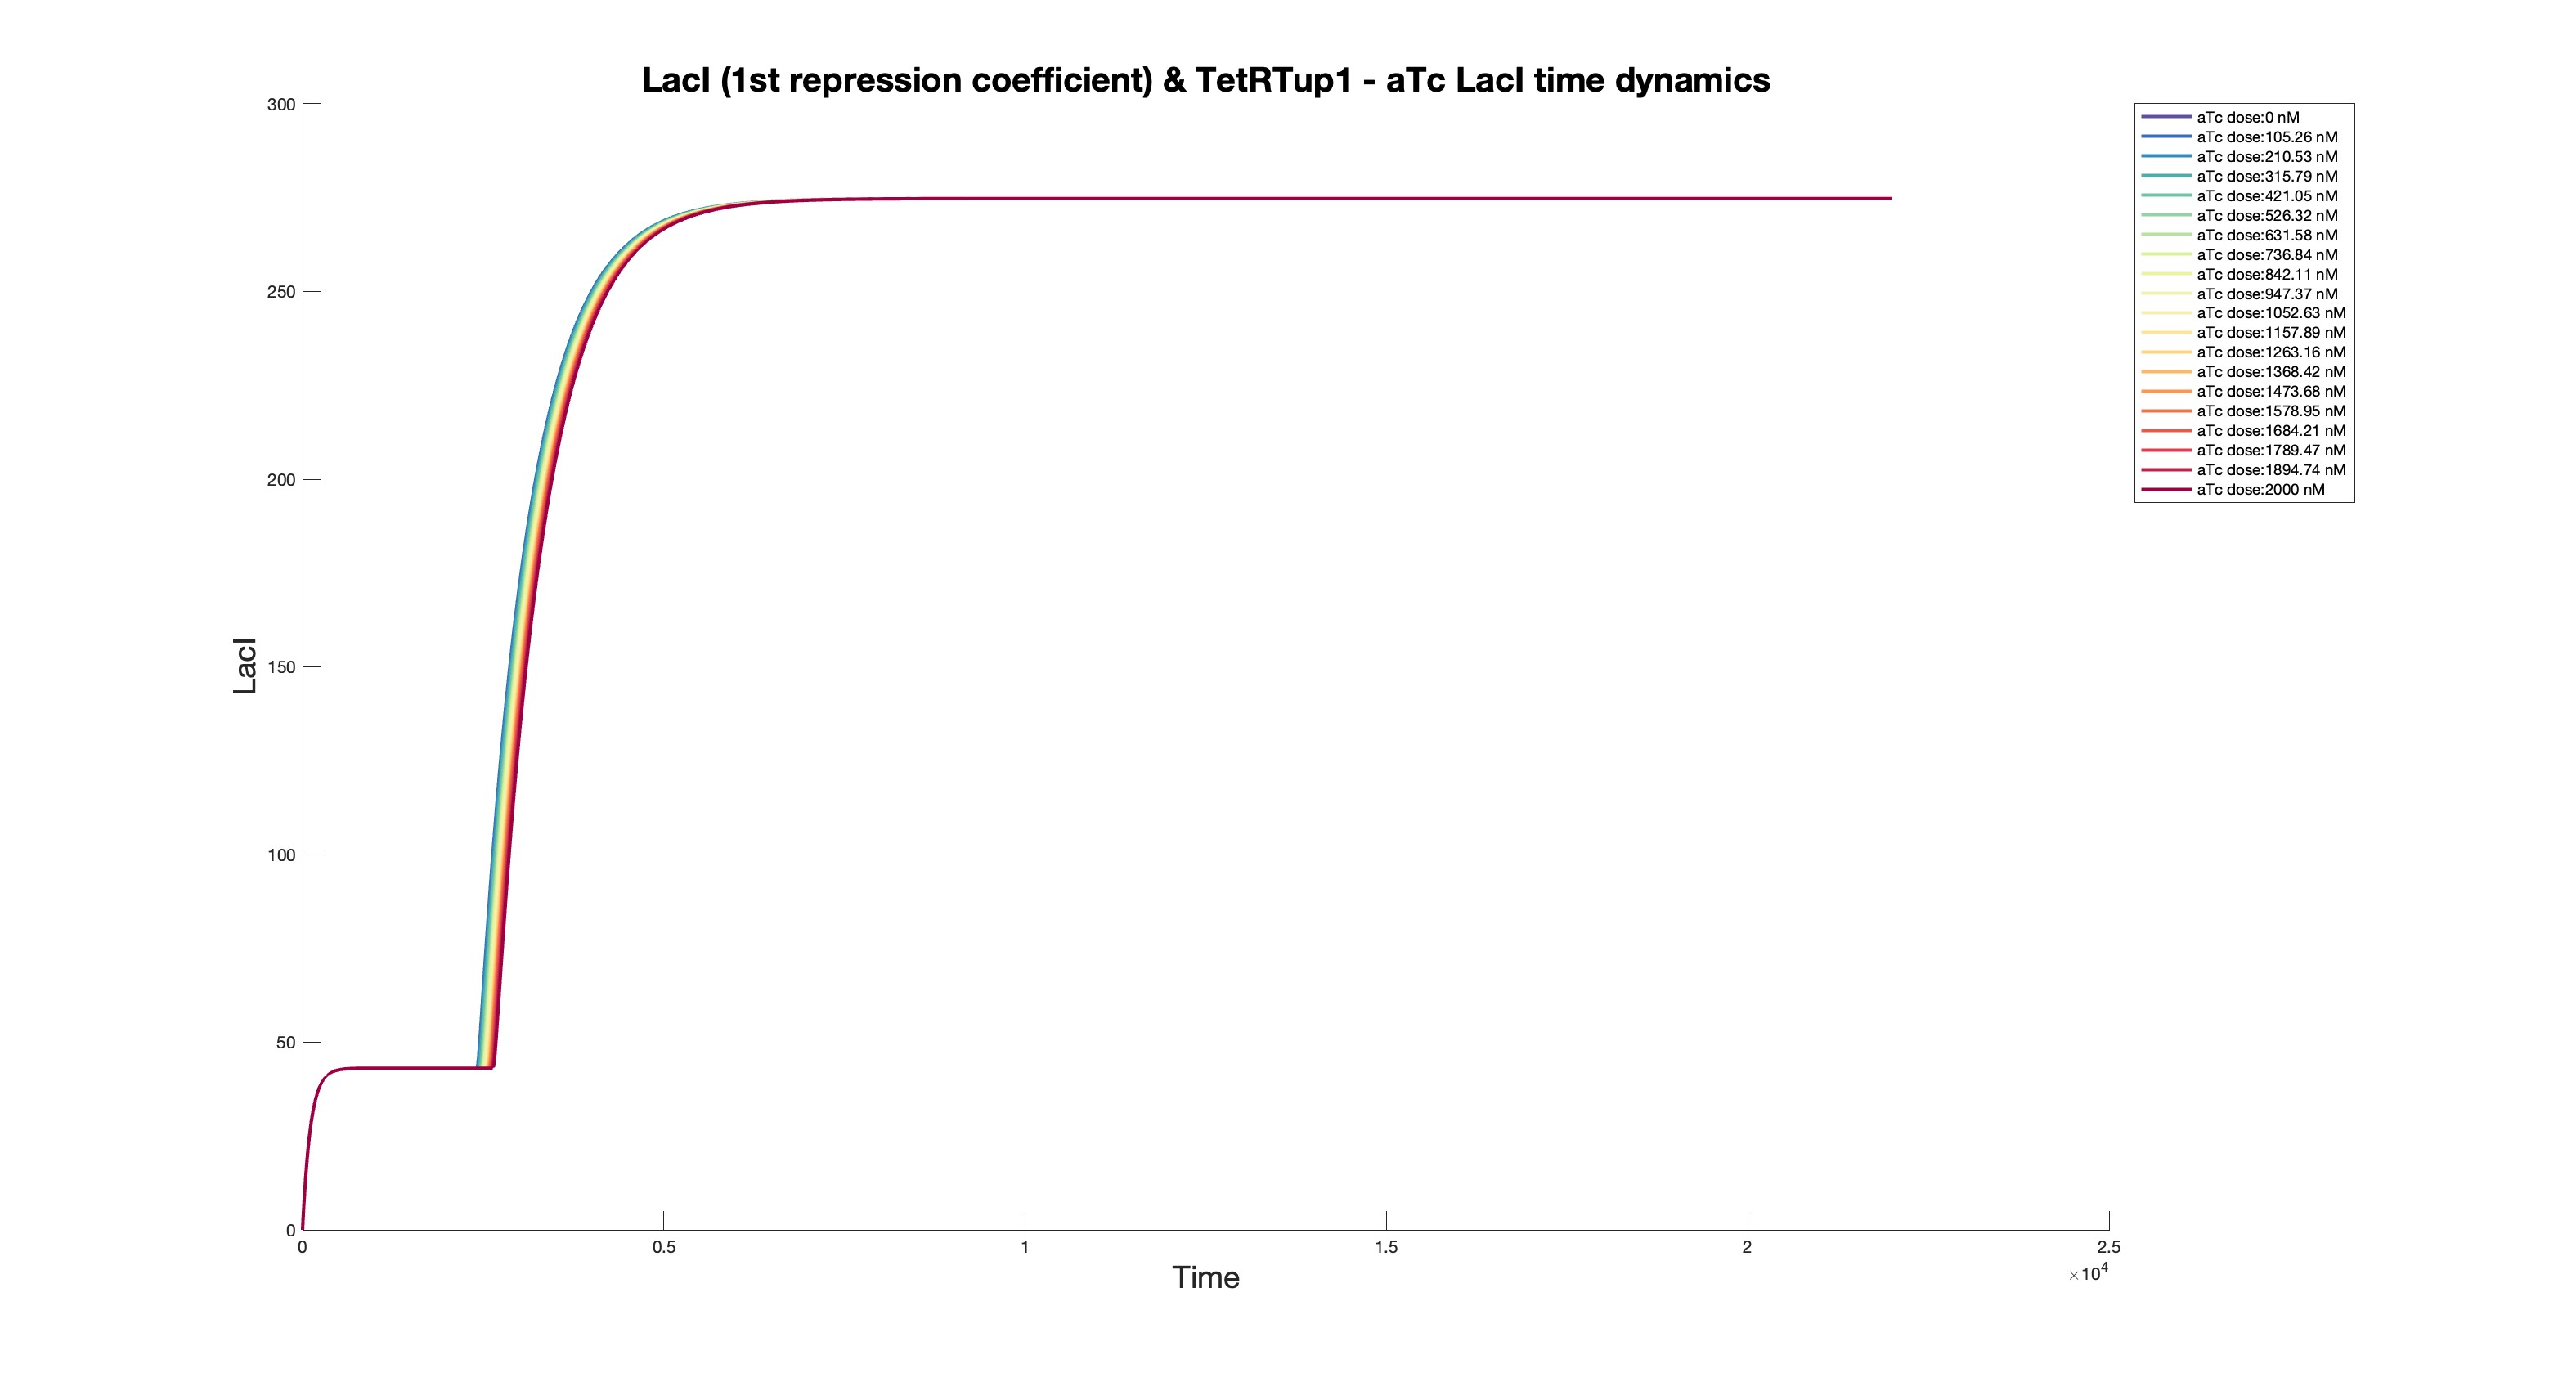 LacI (1st repression coefficient) & TetRTup1 - aTc LacI time dynamics
300
250
200
150
100
50
0
LacI
0
0.5
1
1.5
2
2.5
×10^4
Time
aTc dose:0 nM
aTc dose:105.26 nM
aTc dose:210.53 nM
aTc dose:315.79 nM
aTc dose:421.05 nM
aTc dose:526.32 nM
aTc dose:631.58 nM
aTc dose:736.84 nM
aTc dose:842.11 nM
aTc dose:947.37 nM
aTc dose:1052.63 nM
aTc dose:1157.89 nM
aTc dose:1263.16 nM
aTc dose:1368.42 nM
aTc dose:1473.68 nM
aTc dose:1578.95 nM
aTc dose:1684.21 nM
aTc dose:1789.47 nM
aTc dose:1894.74 nM
aTc dose:2000 nM